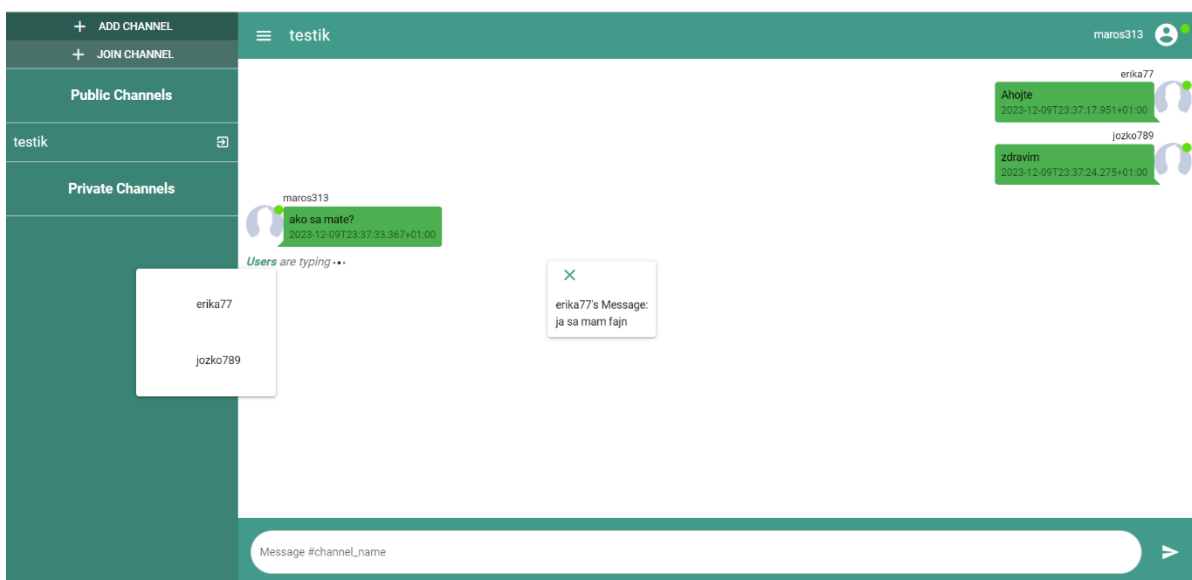 ADD CHANNEL
JOIN CHANNEL
Public Channels
testik
Private Channels
testik
maros313
erika77
Ahojte
2023-12-09T23:37:17.951+01:00
jozko789
zdravim
2023-12-09T23:37:24.275+01:00
maros313
ako sa mate?
2023-12-09T23:37:33.367+01:00
Users are typing
erika77
jozko789
erika77's Message:
ja sa mam fajn
Message #channel_name